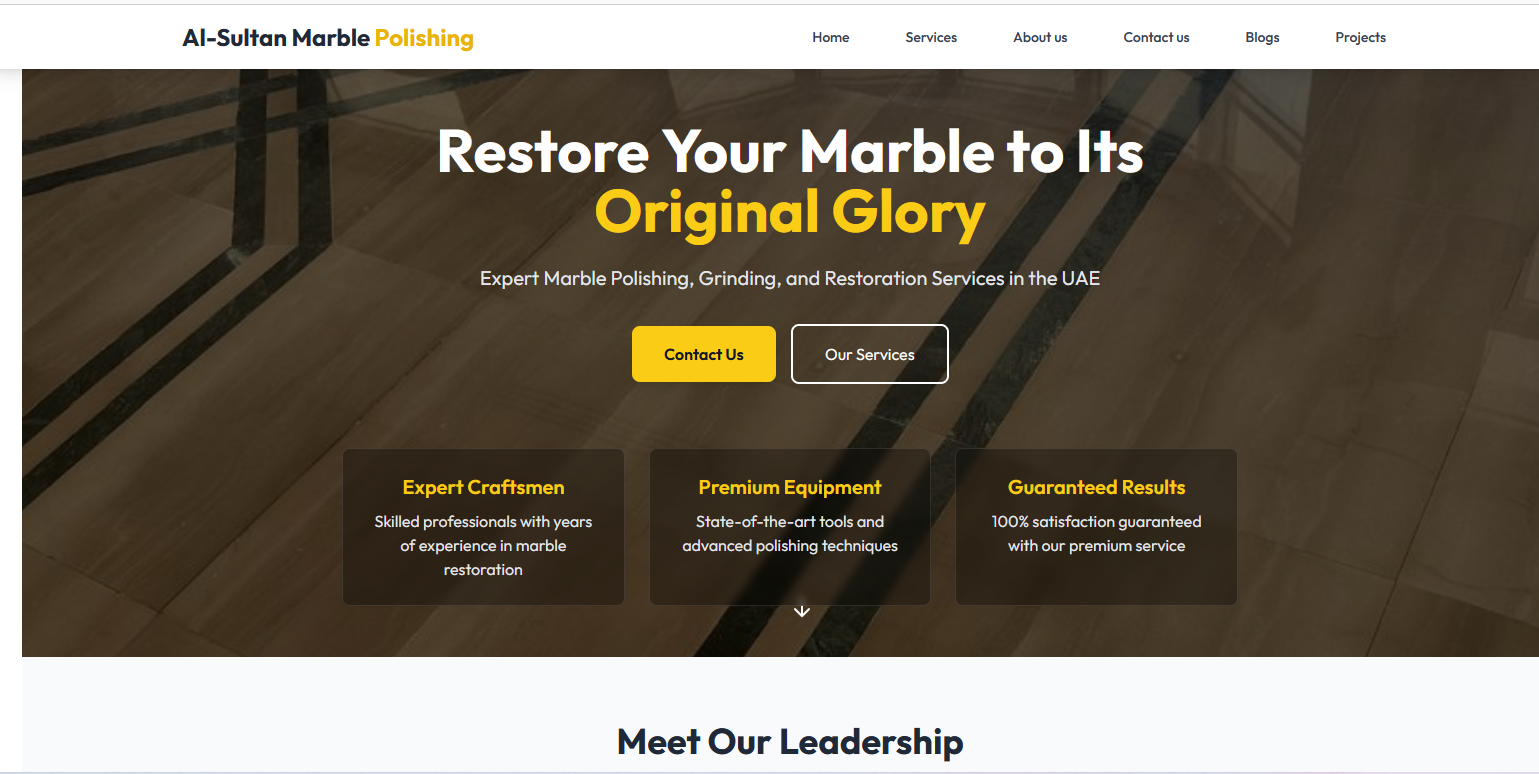 Al-Sultan Marble Polishing
Home Services About us Contact us Blogs Projects
Restore Your Marble to Its
Original Glory
Expert Marble Polishing, Grinding, and Restoration Services in the UAE
Contact Us
Our Services
Expert Craftsmen
Skilled professionals with years
of experience in marble
restoration
Premium Equipment
State-of-the-art tools and
advanced polishing techniques
Guaranteed Results
100% satisfaction guaranteed
with our premium service
Meet Our Leadership